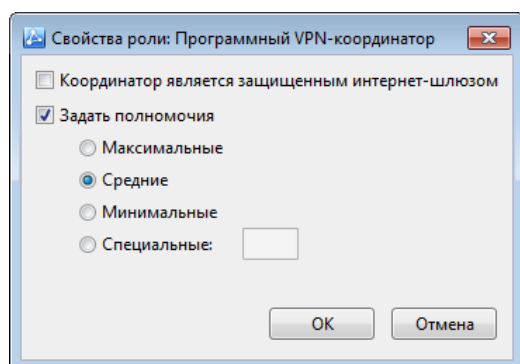 Свойства роли: Программный VPN-координатор
Координатор является защищенным интернет-шлюзом
Задать полномочия
Максимальные
Средние
Минимальные
Специальные:
OK
Отмена